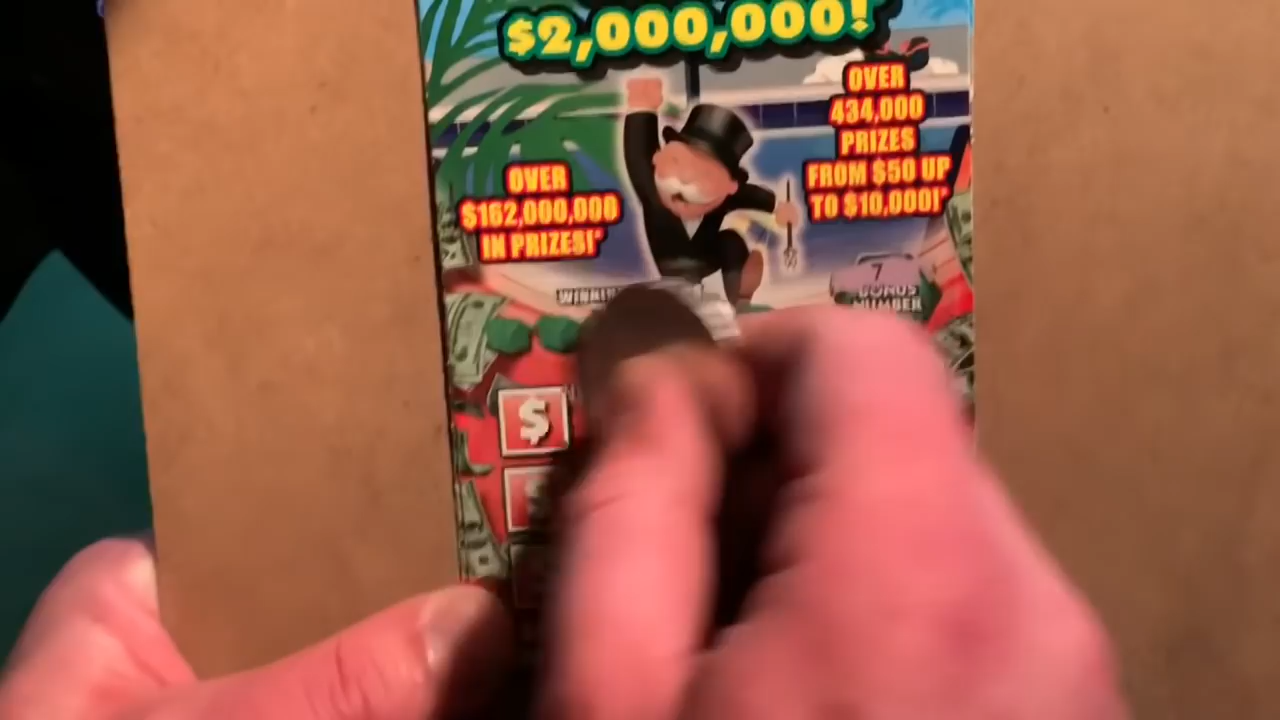 $2,000,000!
OVER
434,000
PRIZES
FROM $50 UP
TO $10,000!*
OVER
$162,000,000
IN PRIZES!*
7
BONUS
NUMBER
$